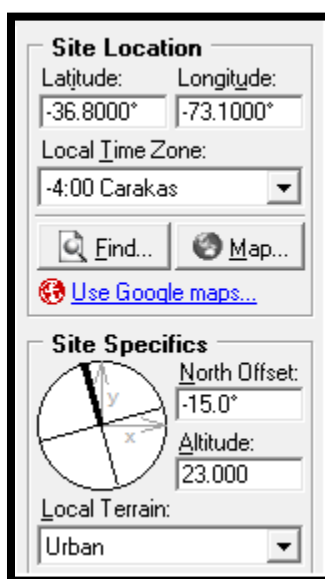 Site Location
Latitude: Longitude:
-36.8000° -73.1000°
Local Time Zone:
-4:00 Carakas
Find... Map...
Use Google maps...
Site Specifics
North Offset:
-15.0°
y
x
Altitude:
23.000
Local Terrain:
Urban